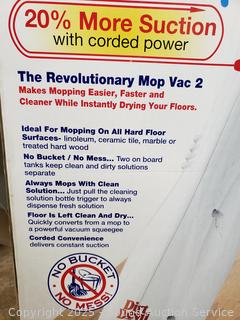 20% More Suction
with corded power
The Revolutionary Mop Vac 2
Makes Mopping Easier, Faster and
Cleaner While Instantly Drying Your Floors.
Ideal For Mopping On All Hard Floor
Surfaces- linoleum, ceramic tile, marble or
treated hard wood
No Bucket / No Mess... Two on board
tanks keep clean and dirty solutions
separate
Always Mops With Clean
Solution... Just pull the cleaning
solution bottle trigger to always
dispense fresh solution
Floor Is Left Clean And Dry...
Quickly converts from a mop to
a powerful vacuum squeegee
Corded Convenience
delivers constant suction
NO BUCKET
NO MESS!
Dirt
Copyright 2025 - Auction Service